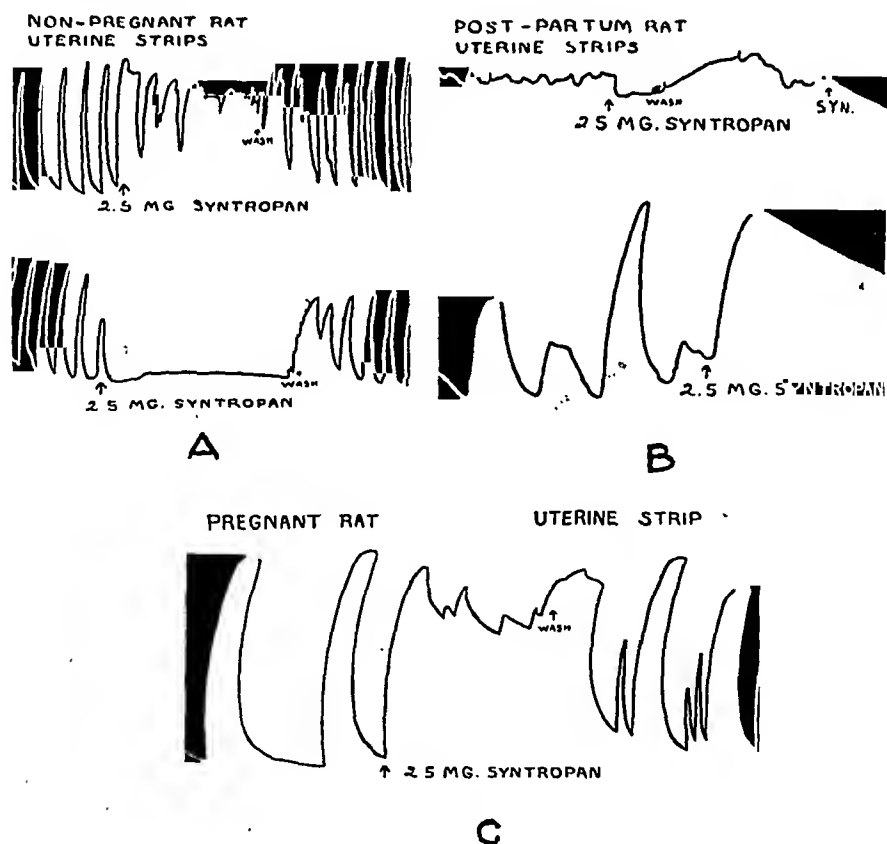 NON-PREGNANT RAT
UTERINE STRIPS
WASH
2.5 MG SYNTROPAN
WASH
2 5 MG. SYNTROPAN
A
POST-PARTUM RAT
UTERINE STRIPS
WASH
SYN.
2 5 MG. SYNTROPAN
2.5 MG. SYNTROPAN
B
PREGNANT RAT UTERINE STRIP
WASH
2 5 MG. SYNTROPAN
C